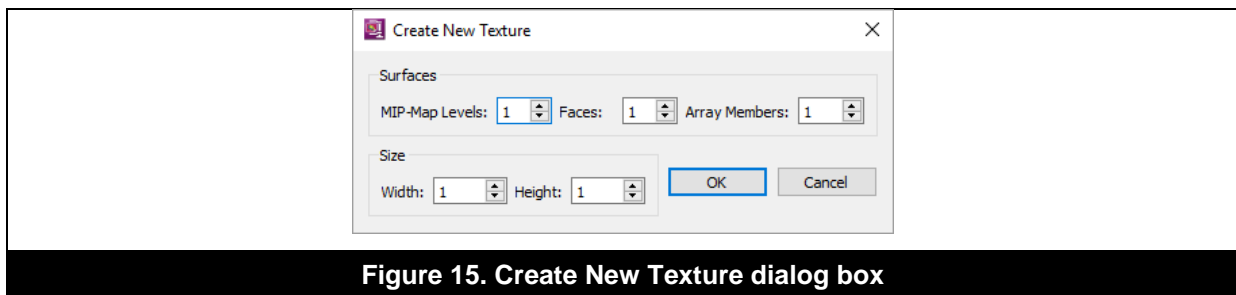 Create New Texture
Surfaces
MIP-Map Levels: 1 Faces: 1 Array Members: 1
Size
Width: 1 Height: 1 OK Cancel
Figure 15. Create New Texture dialog box